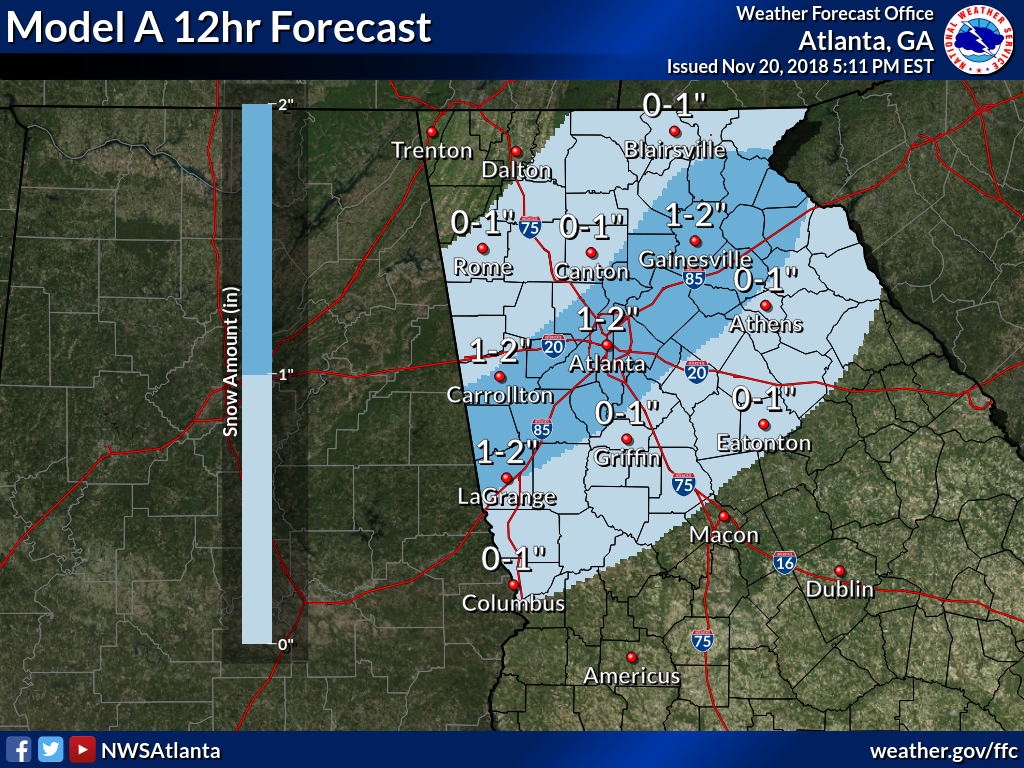 Model A 12hr Forecast
Weather Forecast Office
Atlanta, GA
Issued Nov 20, 2018 5:11 PM EST
NATIONAL WEATHER SERVICE
2"
1"
0"
Snow Amount (in)
0-1"
Blairsville
Trenton
Dalton
0-1"
Rome
75
0-1"
Canton
1-2"
Gainesville
85
0-1"
Athens
1-2"
Atlanta
20
1-2"
Carrollton
20
85
0-1"
Griffin
0-1"
Eatonton
1-2"
LaGrange
75
Macon
0-1"
Columbus
16
Dublin
75
Americus
NWSAtlanta
weather.gov/ffc